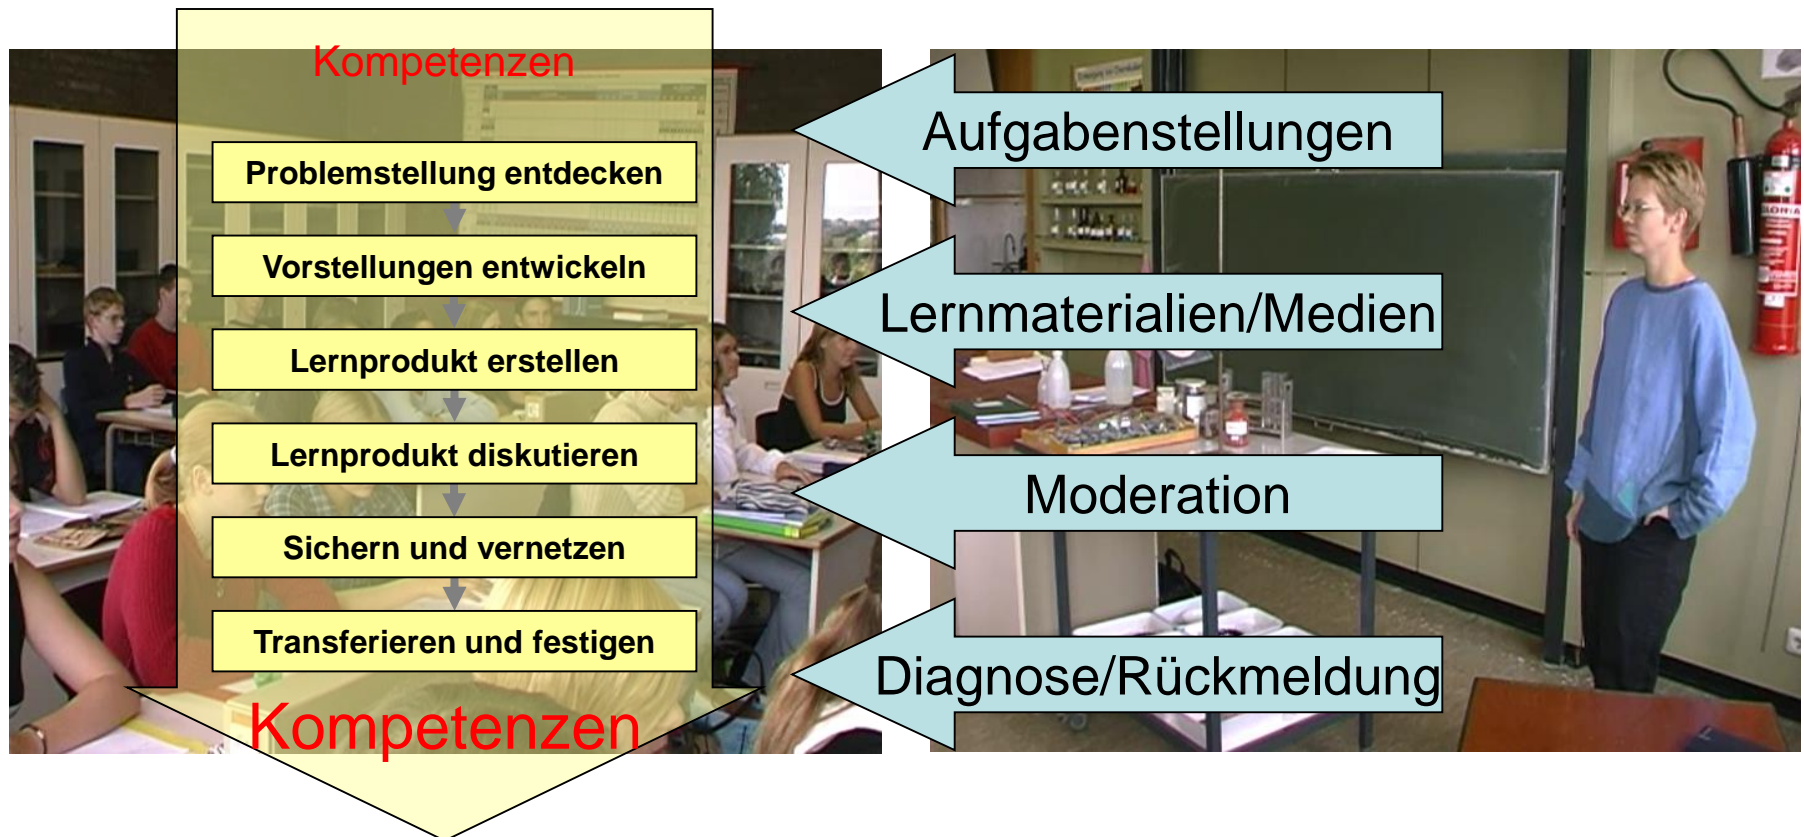 Kompetenzen
Problemstellung entdecken
Vorstellungen entwickeln
Lernprodukt erstellen
Lernprodukt diskutieren
Sichern und vernetzen
Transferieren und festigen
Kompetenzen
Aufgabenstellungen
Lernmaterialien/Medien
Moderation
Diagnose/Rückmeldung
GLORIA